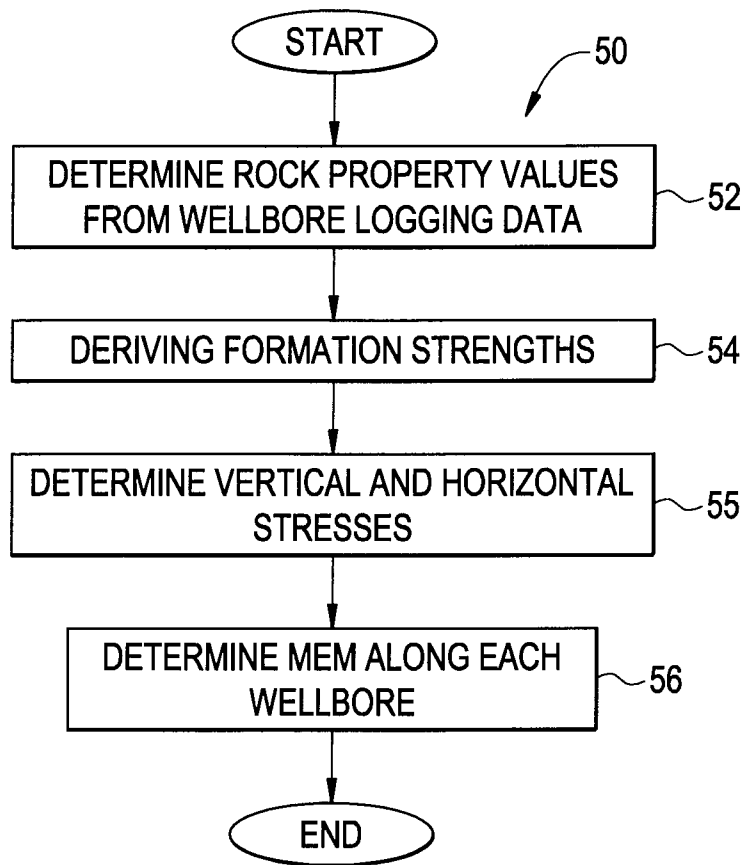 START
50
DETERMINE ROCK PROPERTY VALUES
FROM WELLBORE LOGGING DATA
52
DERIVING FORMATION STRENGTHS
54
DETERMINE VERTICAL AND HORIZONTAL
STRESSES
55
DETERMINE MEM ALONG EACH
WELLBORE
56
END